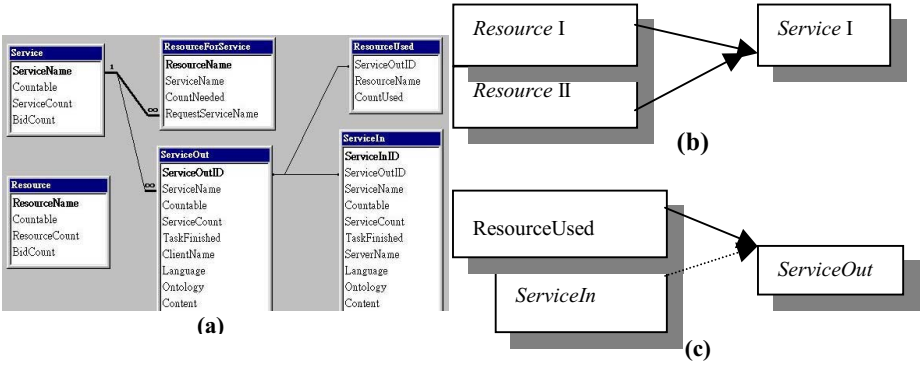 Service
ServiceName
Countable
ServiceCount
BidCount
1
∞
ResourceForService
ResourceName
ServiceName
CountNeeded
RequestServiceName
ResourceUsed
ServiceOutID
ResourceName
CountUsed
Resource
ResourceName
Countable
ResourceCount
BidCount
∞
ServiceOut
ServiceOutID
ServiceName
Countable
ServiceCount
TaskFinished
ClientName
Language
Ontology
Content
ServiceIn
ServiceInID
ServiceOutID
ServiceName
Countable
ServiceCount
TaskFinished
ServerName
Language
Ontology
Content
(a)
Resource I
Resource II
Service I
(b)
ResourceUsed
ServiceIn
ServiceOut
(c)